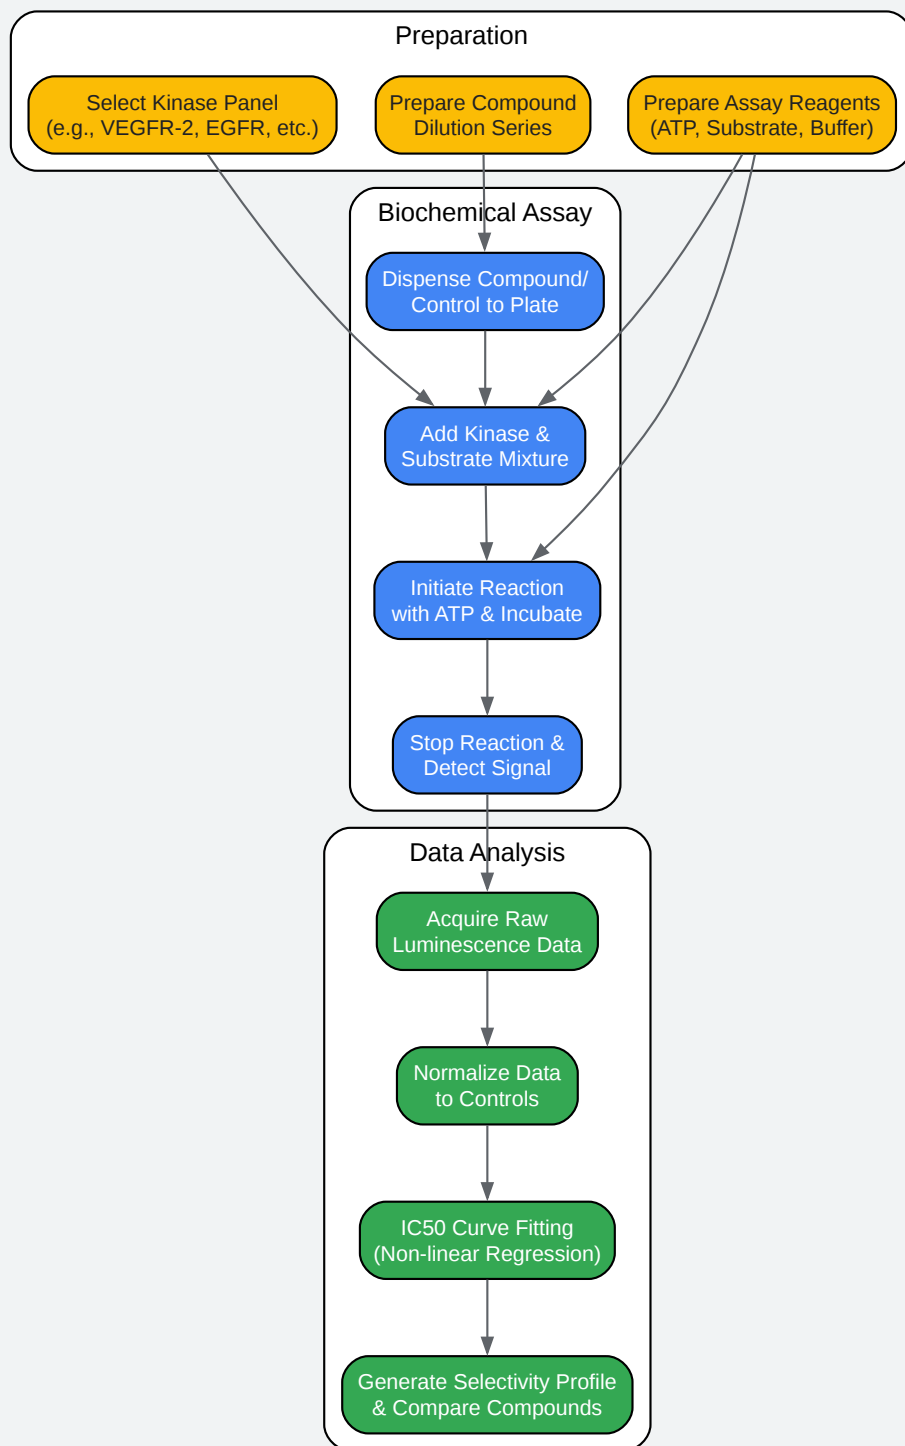 Preparation
Select Kinase Panel
(e.g., VEGFR-2, EGFR, etc.)
Prepare Compound
Dilution Series
Prepare Assay Reagents
(ATP, Substrate, Buffer)
Biochemical Assay
Dispense Compound/
Control to Plate
Add Kinase &
Substrate Mixture
Initiate Reaction
with ATP & Incubate
Stop Reaction &
Detect Signal
Data Analysis
Acquire Raw
Luminescence Data
Normalize Data
to Controls
IC50 Curve Fitting
(Non-linear Regression)
Generate Selectivity Profile
& Compare Compounds